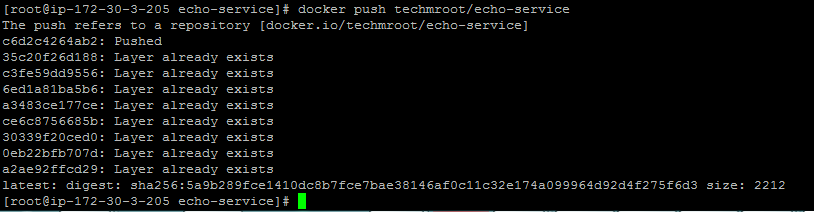 [root@ip-172-30-3-205 echo-service]# docker push techmroot/echo-service
The push refers to a repository [docker.io/techmroot/echo-service]
c6d2c4264ab2: Pushed
35c20f26d188: Layer already exists
c3fe59dd9556: Layer already exists
6ed1a81ba5b6: Layer already exists
a3483ce177ce: Layer already exists
ce6c8756685b: Layer already exists
30339f20ced0: Layer already exists
0eb22bfb707d: Layer already exists
a2ae92ffcd29: Layer already exists
latest: digest: sha256:5a9b289fce1410dc8b7fce7bae38146af0c11c32e174a099964d92d4f275f6d3 size: 2212
[root@ip-172-30-3-205 echo-service]#